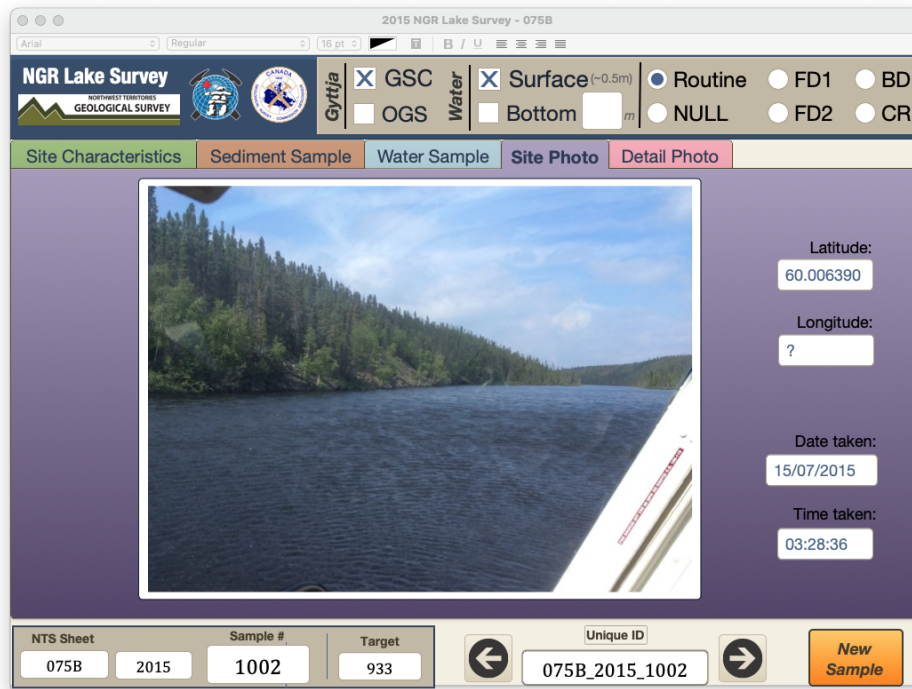 2015 NGR Lake Survey - 075B
Arial Regular 16 pt B I U
NGR Lake Survey
NORTHWEST TERRITORIES
GEOLOGICAL SURVEY
CANADA
Gyttja
X GSC
OGS
Water
X Surface (~0.5m)
Bottom m
Routine FD1 BD
NULL FD2 CR
Site Characteristics Sediment Sample Water Sample Site Photo Detail Photo
Latitude:
60.006390
Longitude:
?
Date taken:
15/07/2015
Time taken:
03:28:36
NTS Sheet Sample # Target
075B 2015 1002 933
Unique ID
075B_2015_1002
New
Sample